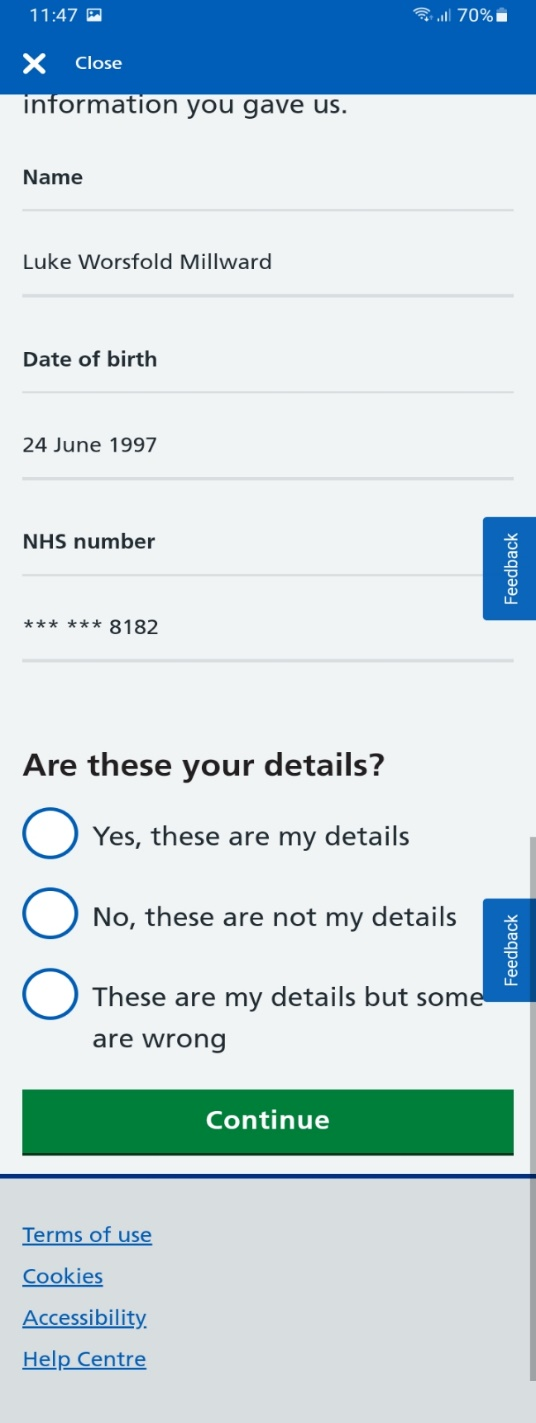 11:47 70%
Close
information you gave us.
Name
Luke Worsfold Millward
Date of birth
24 June 1997
NHS number
*** *** 8182
Feedback
Are these your details?
Yes, these are my details
No, these are not my details
These are my details but some
are wrong
Feedback
Continue
Terms of use
Cookies
Accessibility
Help Centre